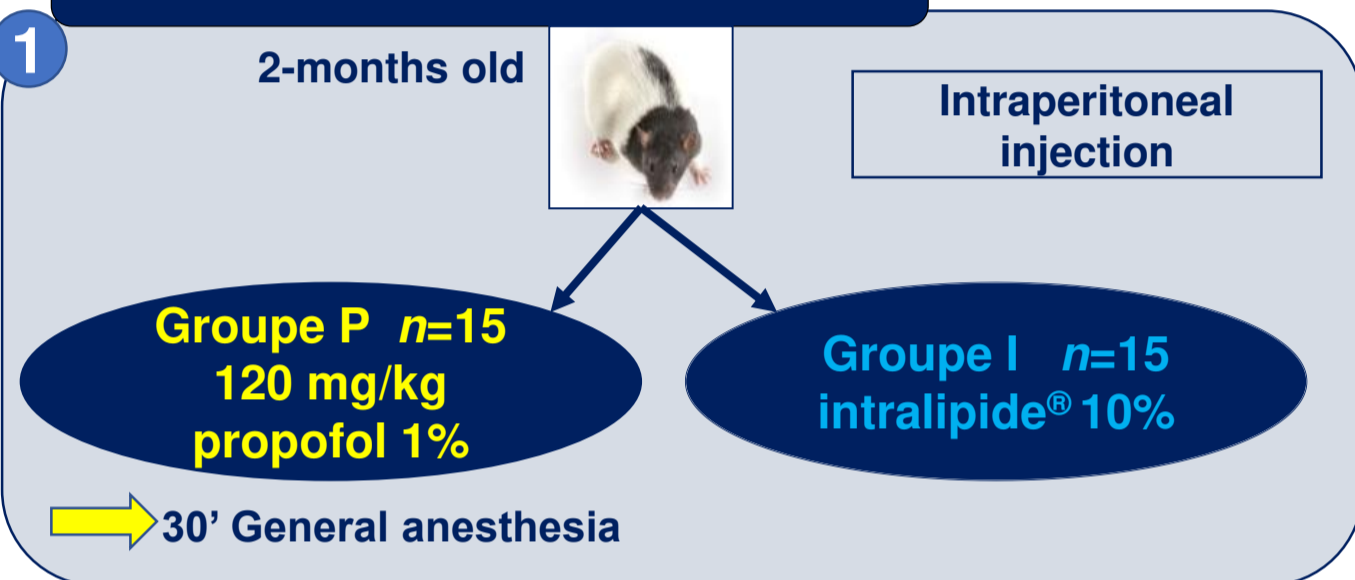 1
2-months old
Intraperitoneal
injection
Groupe P n=15
120 mg/kg
propofol 1%
Groupe I n=15
intralipide® 10%
30’ General anesthesia